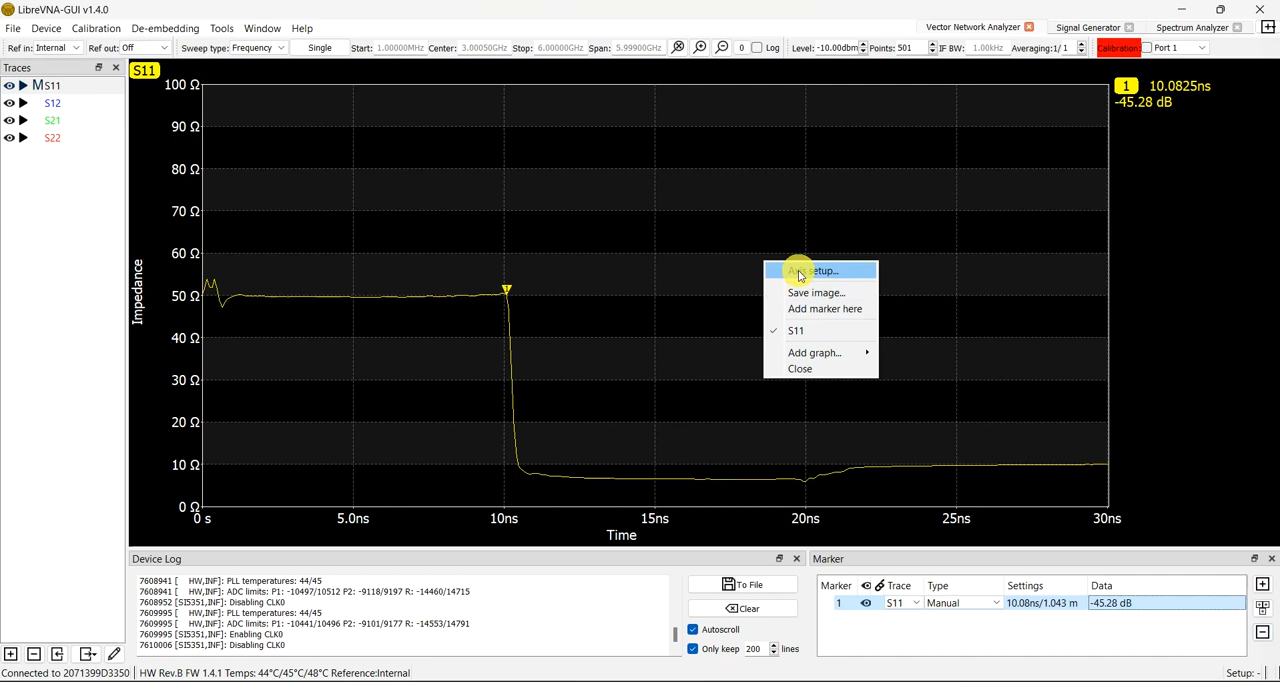 LibreVNA-GUI v1.4.0
File Device Calibration De-embedding Tools Window Help
Vector Network Analyzer Signal Generator Spectrum Analyzer
Ref in: Internal Ref out: Off Sweep type: Frequency Single Start: 1.00000MHz Center: 3.00050GHz Stop: 6.00000GHz Span: 5.99900GHz 0 Log Level: -10.00dbm Points: 501 IF BW: 1.00kHz Averaging: 1/ 1 Calibration: Port 1
Traces
S11
MS11
S12
S21
S22
100 Ω
90 Ω
80 Ω
70 Ω
60 Ω
50 Ω
40 Ω
30 Ω
20 Ω
10 Ω
0 Ω
Impedance
1
0 s 5.0ns 10ns 15ns 20ns 25ns 30ns
Time
1 10.0825ns
-45.28 dB
Axis setup...
Save image...
Add marker here
S11
Add graph...
Close
Device Log
7608941 [ HW,INF]: PLL temperatures: 44/45
7608941 [ HW,INF]: ADC limits: P1: -10497/10512 P2: -9118/9197 R: -14460/14715
7608952 [SI5351,INF]: Disabling CLK0
7609995 [ HW,INF]: PLL temperatures: 44/45
7609995 [ HW,INF]: ADC limits: P1: -10441/10496 P2: -9101/9177 R: -14553/14791
7609995 [SI5351,INF]: Enabling CLK0
7610006 [SI5351,INF]: Disabling CLK0
To File
Clear
Autoscroll
Only keep 200 lines
Marker
Marker Trace Type Settings Data
1 S11 Manual 10.08ns/1.043 m -45.28 dB
Connected to 2071399D3350 HW Rev.B FW 1.4.1 Temps: 44°C/45°C/48°C Reference:Internal
Setup: -